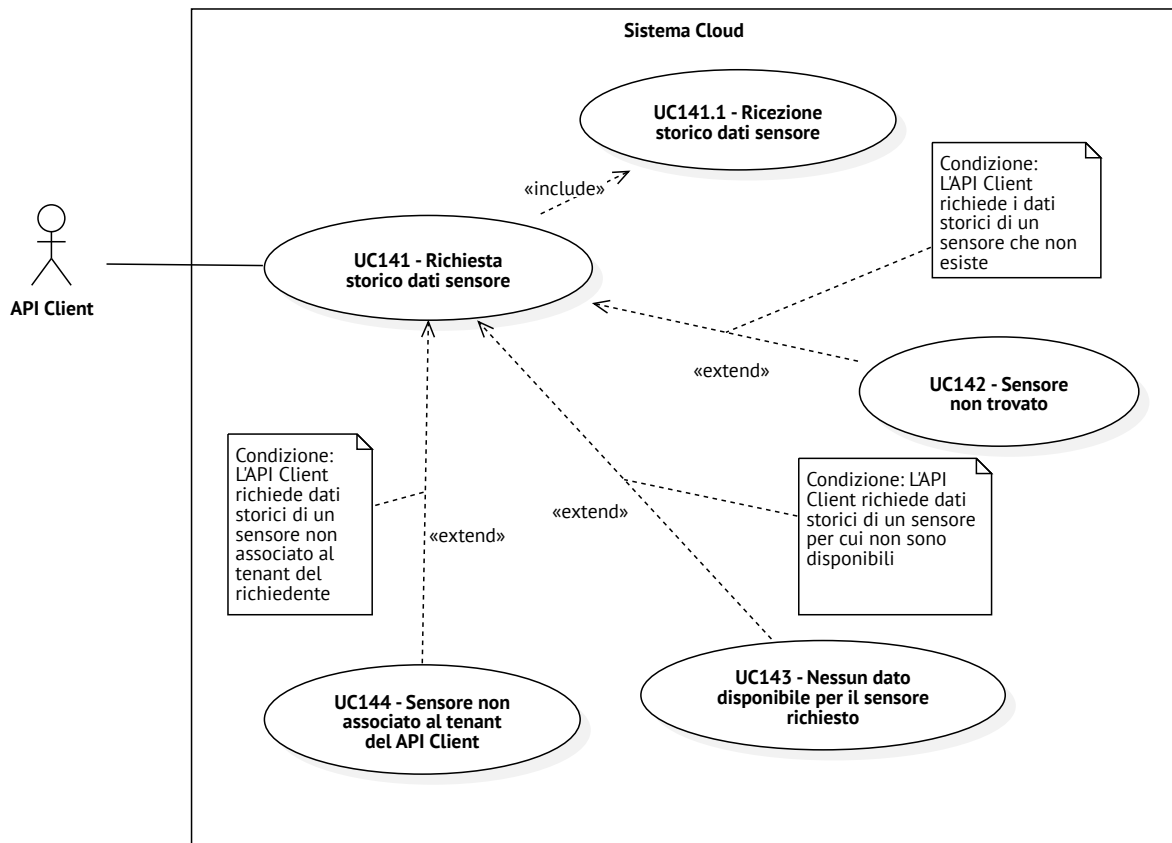 Sistema Cloud
UC141.1 - Ricezione
storico dati sensore
Condizione:
L'API Client
richiede i dati
storici di un
sensore che non
esiste
«include»
API Client
UC141 - Richiesta
storico dati sensore
«extend»
UC142 - Sensore
non trovato
Condizione:
L'API Client
richiede dati
storici di un
sensore non
associato al
tenant del
richiedente
«extend»
«extend»
Condizione: L'API
Client richiede dati
storici di un sensore
per cui non sono
disponibili
UC144 - Sensore non
associato al tenant
del API Client
UC143 - Nessun dato
disponibile per il sensore
richiesto